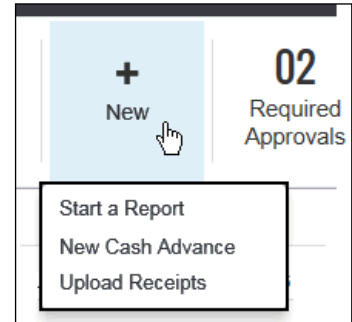 +
New
02
Required
Approvals
Start a Report
New Cash Advance
Upload Receipts